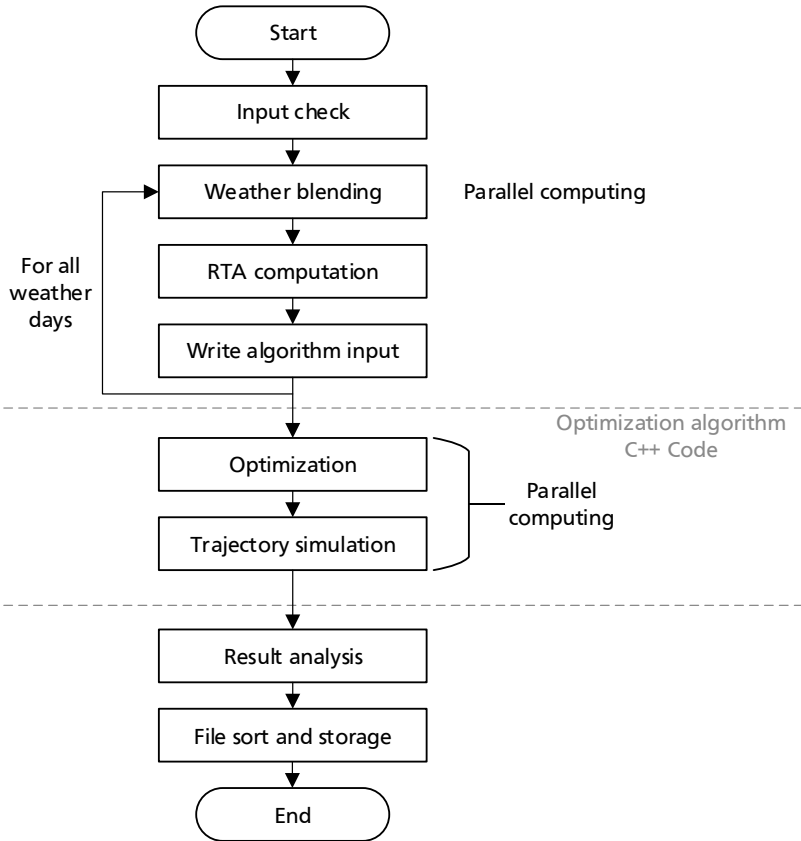 Start
Input check
Weather blending
Parallel computing
RTA computation
For all
weather
days
Write algorithm input
Optimization algorithm
C++ Code
Optimization
Parallel
computing
Trajectory simulation
Result analysis
File sort and storage
End